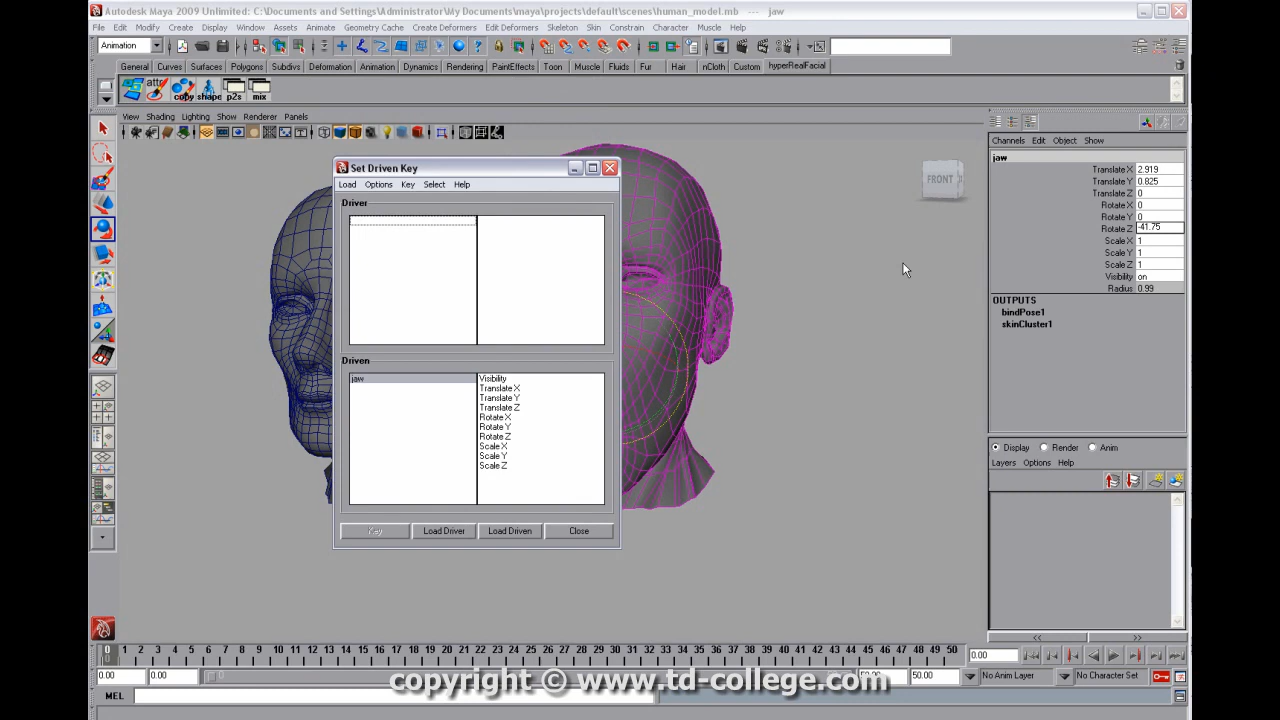 Autodesk Maya 2009 Unlimited: C:\Documents and Settings\Administrator\My Documents\maya\projects\default\scenes\human_model.mb --- jaw
File Edit Modify Create Display Window Assets Animate Geometry Cache Create Deformers Edit Deformers Skeleton Skin Constrain Character Muscle Help
Animation
General Curves Surfaces Polygons Subdivs Deformation Animation Dynamics Rendering PaintEffects Toon Muscle Fluids Fur Hair nCloth Custom hyperRealFacial
attr copy shape p2s mix
View Shading Lighting Show Renderer Panels
Channels Edit Object Show
FRONT
jaw
Translate X 2.919
Translate Y 0.825
Translate Z 0
Rotate X 0
Rotate Y 0
Rotate Z -41.75
Scale X 1
Scale Y 1
Scale Z 1
Visibility on
Radius 0.99
OUTPUTS
bindPose1
skinCluster1
Set Driven Key
Load Options Key Select Help
Driver
Driven
jaw
Visibility
Translate X
Translate Y
Translate Z
Rotate X
Rotate Y
Rotate Z
Scale X
Scale Y
Scale Z
Key Load Driver Load Driven Close
Display Render Anim
Layers Options Help
<< >>
0 1 2 3 4 5 6 7 8 9 10 11 12 13 14 15 16 17 18 19 20 21 22 23 24 25 26 27 28 29 30 31 32 33 34 35 36 37 38 39 40 41 42 43 44 45 46 47 48 49 50
0.00
0.00 0.00 50.00 No Anim Layer No Character Set
copyright © www.td-college.com
MEL